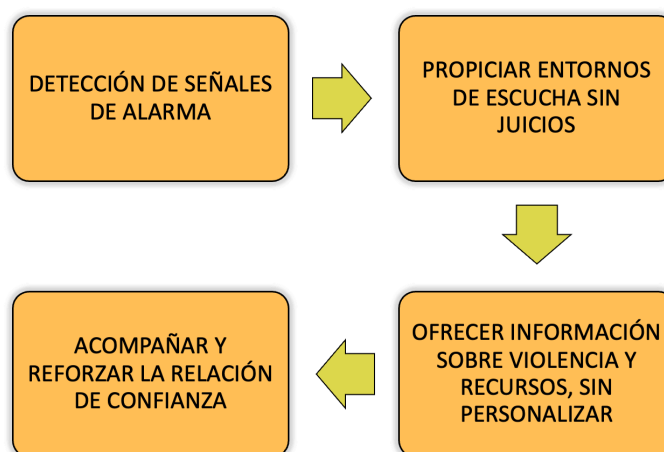 DETECCIÓN DE SEÑALES
DE ALARMA
PROPICIAR ENTORNOS
DE ESCUCHA SIN
JUICIOS
OFRECER INFORMACIÓN
SOBRE VIOLENCIA Y
RECURSOS, SIN
PERSONALIZAR
ACOMPAÑAR Y
REFORZAR LA RELACIÓN
DE CONFIANZA